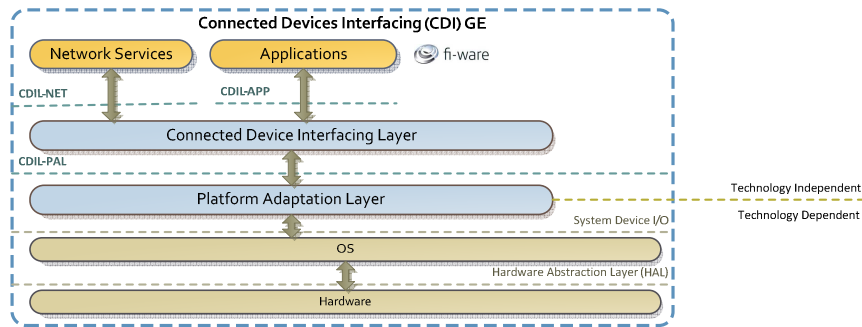 Connected Devices Interfacing (CDI) GE
Network Services
Applications
fi-ware
CDIL-NET
CDIL-APP
Connected Device Interfacing Layer
CDIL-PAL
Platform Adaptation Layer
Technology Independent
Technology Dependent
System Device I/O
OS
Hardware Abstraction Layer (HAL)
Hardware